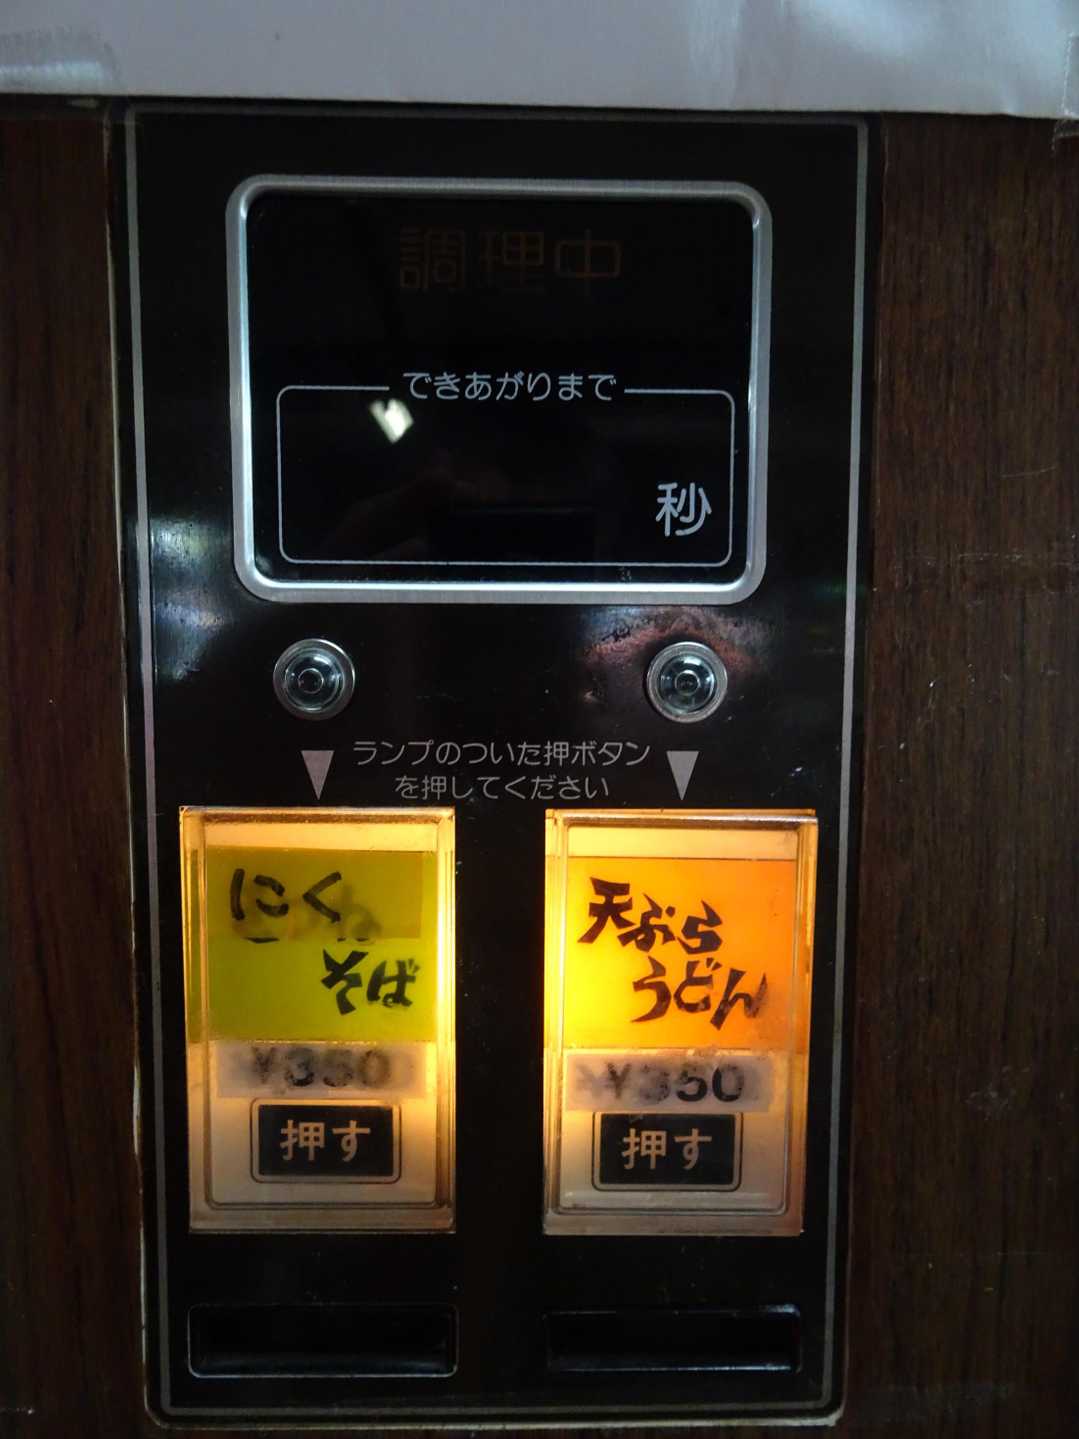 調理中
できあがりまで
秒
ランプのついた押ボタン
を押してください
にく
そば
¥350
押す
天ぷら
うどん
¥350
押す